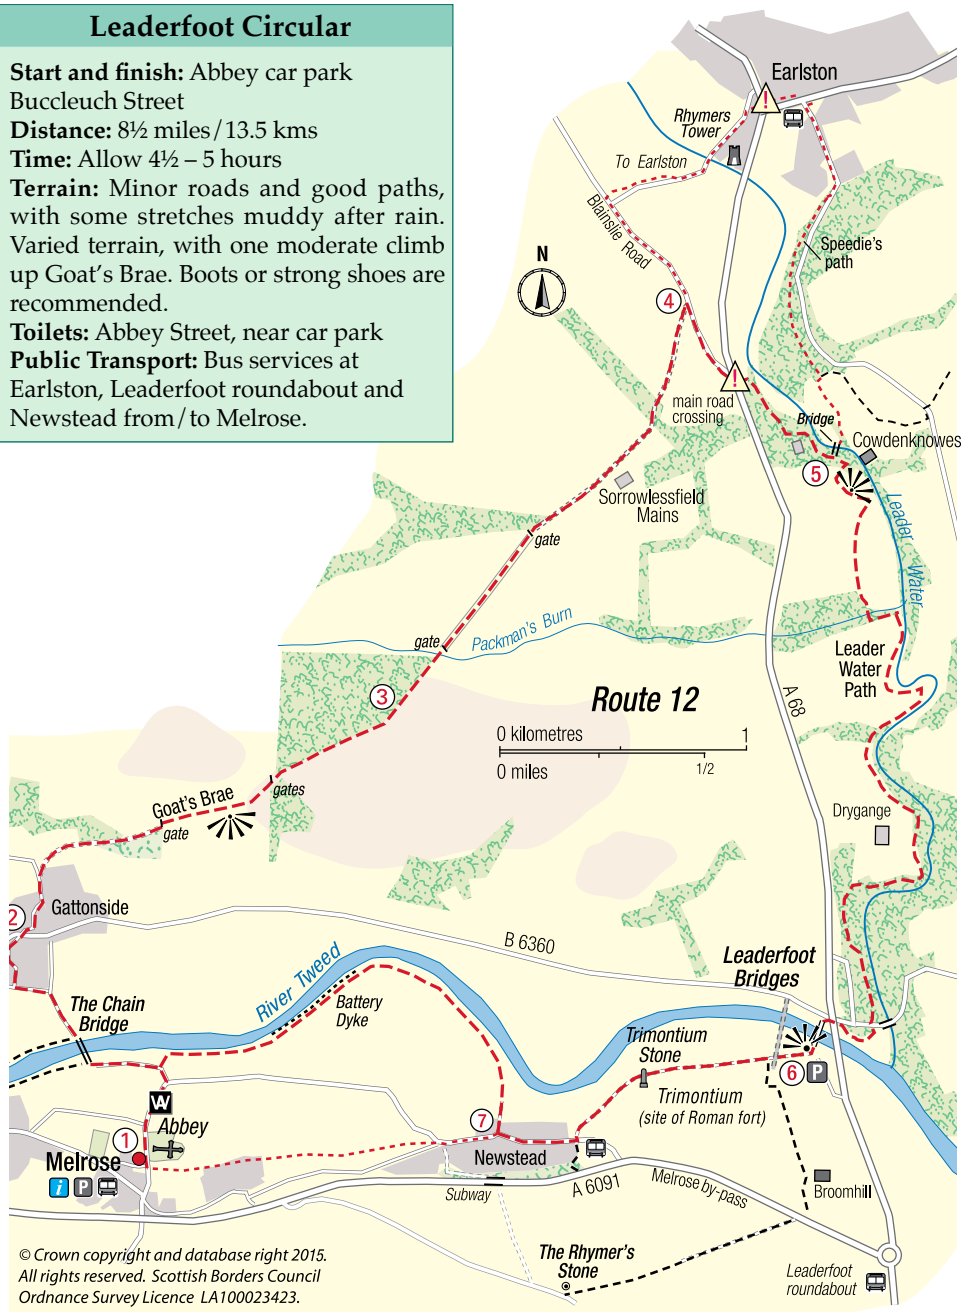 Leaderfoot Circular
Start and finish: Abbey car park
Buccleuch Street
Distance: 8½ miles/13.5 kms
Time: Allow 4½ – 5 hours
Terrain: Minor roads and good paths,
with some stretches muddy after rain.
Varied terrain, with one moderate climb
up Goat's Brae. Boots or strong shoes are
recommended.
Toilets: Abbey Street, near car park
Public Transport: Bus services at
Earlston, Leaderfoot roundabout and
Newstead from/to Melrose.
Earlston
!
Rhymers
Tower
To Earlston
Blainslie Road
Speedie's
path
N
4
!
main road
crossing
Bridge
Cowdenknowes
5
Sorrowlessfield
Mains
Leader
Water
gate
Packman's Burn
gate
Leader
Water
Path
3
Route 12
A 68
0 kilometres
1
0 miles
1/2
gates
Goat's Brae
gate
Drygange
2
Gattonside
B 6360
Leaderfoot
Bridges
River Tweed
The Chain
Bridge
Battery
Dyke
Trimontium
Stone
6
P
Trimontium
(site of Roman fort)
Abbey
1
7
Melrose
i
P
Newstead
A 6091
Subway
Melrose by-pass
Broomhill
The Rhymer's
Stone
Leaderfoot
roundabout
© Crown copyright and database right 2015.
All rights reserved. Scottish Borders Council
Ordnance Survey Licence LA100023423.